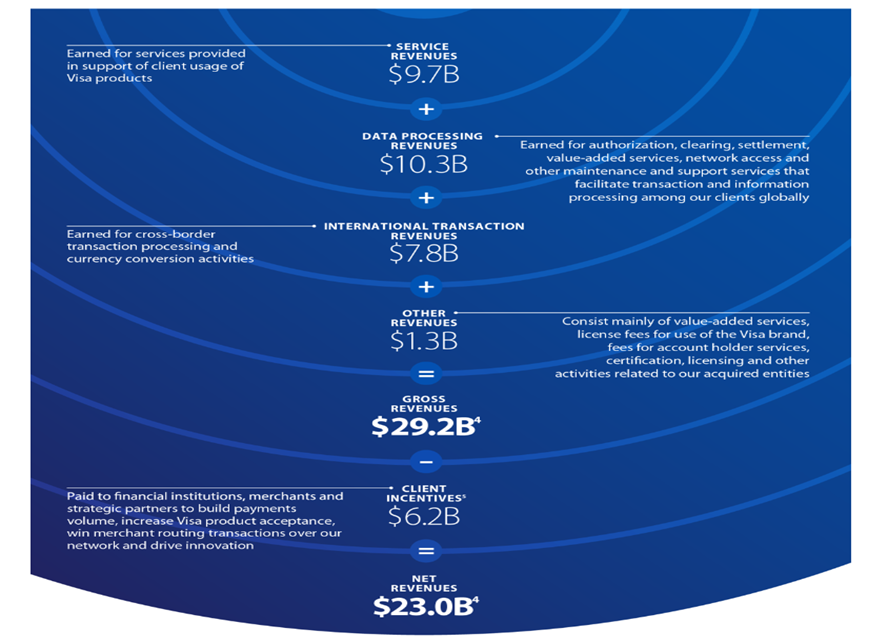 SERVICE
REVENUES
$9.7B
Earned for services provided
in support of client usage of
Visa products
+
DATA PROCESSING
REVENUES
$10.3B
Earned for authorization, clearing, settlement,
value-added services, network access and
other maintenance and support services that
facilitate transaction and information
processing among our clients globally
+
INTERNATIONAL TRANSACTION
REVENUES
$7.8B
Earned for cross-border
transaction processing and
currency conversion activities
+
OTHER
REVENUES
$1.3B
Consist mainly of value-added services,
license fees for use of the Visa brand,
fees for account holder services,
certification, licensing and other
activities related to our acquired entities
=
GROSS
REVENUES
$29.2B⁴
−
CLIENT
INCENTIVES⁵
$6.2B
Paid to financial institutions, merchants and
strategic partners to build payments
volume, increase Visa product acceptance,
win merchant routing transactions over our
network and drive innovation
=
NET
REVENUES
$23.0B⁴